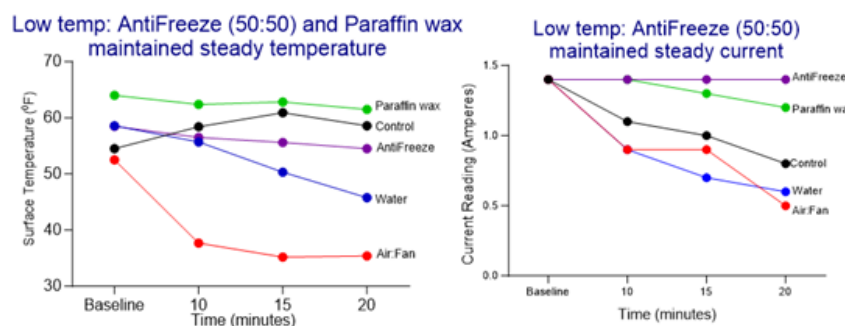 Low temp: AntiFreeze (50:50) and Paraffin wax
maintained steady temperature
70
60
50
40
30
Surface Temperature (⁰F)
Paraffin wax
Control
AntiFreeze
Water
Air:Fan
Baseline
10
15
20
Time (minutes)
Low temp: AntiFreeze (50:50)
maintained steady current
1.5
1.0
0.5
0.0
Current Reading (Amperes)
AntiFreeze
Paraffin wa
Control
Water
Air:Fan
Baseline
10
15
20
Time (minutes)